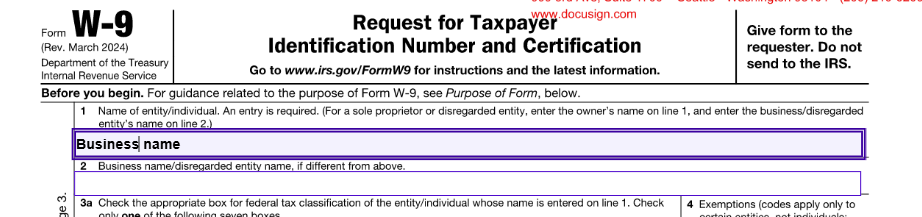 www.docusign.com
Form W-9
(Rev. March 2024)
Department of the Treasury
Internal Revenue Service
Request for Taxpayer
Identification Number and Certification
Go to www.irs.gov/FormW9 for instructions and the latest information.
Give form to the
requester. Do not
send to the IRS.
Before you begin. For guidance related to the purpose of Form W-9, see Purpose of Form, below.
1 Name of entity/individual. An entry is required. (For a sole proprietor or disregarded entity, enter the owner's name on line 1, and enter the business/disregarded
entity's name on line 2.)
Business name
2 Business name/disregarded entity name, if different from above.
3a Check the appropriate box for federal tax classification of the entity/individual whose name is entered on line 1. Check
only one of the following seven boxes.
4 Exemptions (codes apply only to
certain entities, not individuals;